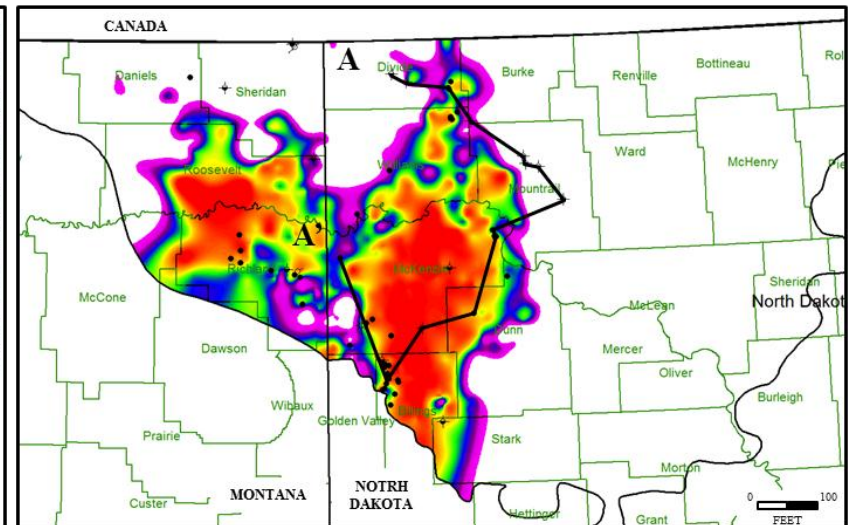 CANADA
A
Daniels
Sheridan
Divide
Burke
Renville
Bottineau
Rol
Roosevelt
Williams
Ward
McHenry
Pie
Mountrail
A'
Richland
McKenzie
McCone
Sheridan
McLean
North Dakot
Dawson
Dunn
Mercer
Oliver
Wibaux
Golden Valley
Billings
Burleigh
Prairie
Stark
Morton
Custer
MONTANA
NOTRH
DAKOTA
Hettinger
Grant
0 100
FEET